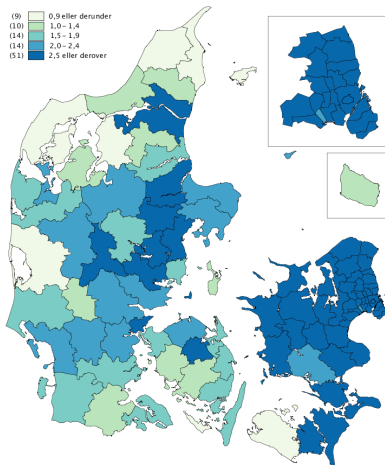 (9) 0,9 eller derunder
(10) 1,0 – 1,4
(14) 1,5 – 1,9
(14) 2,0 – 2,4
(51) 2,5 eller derover